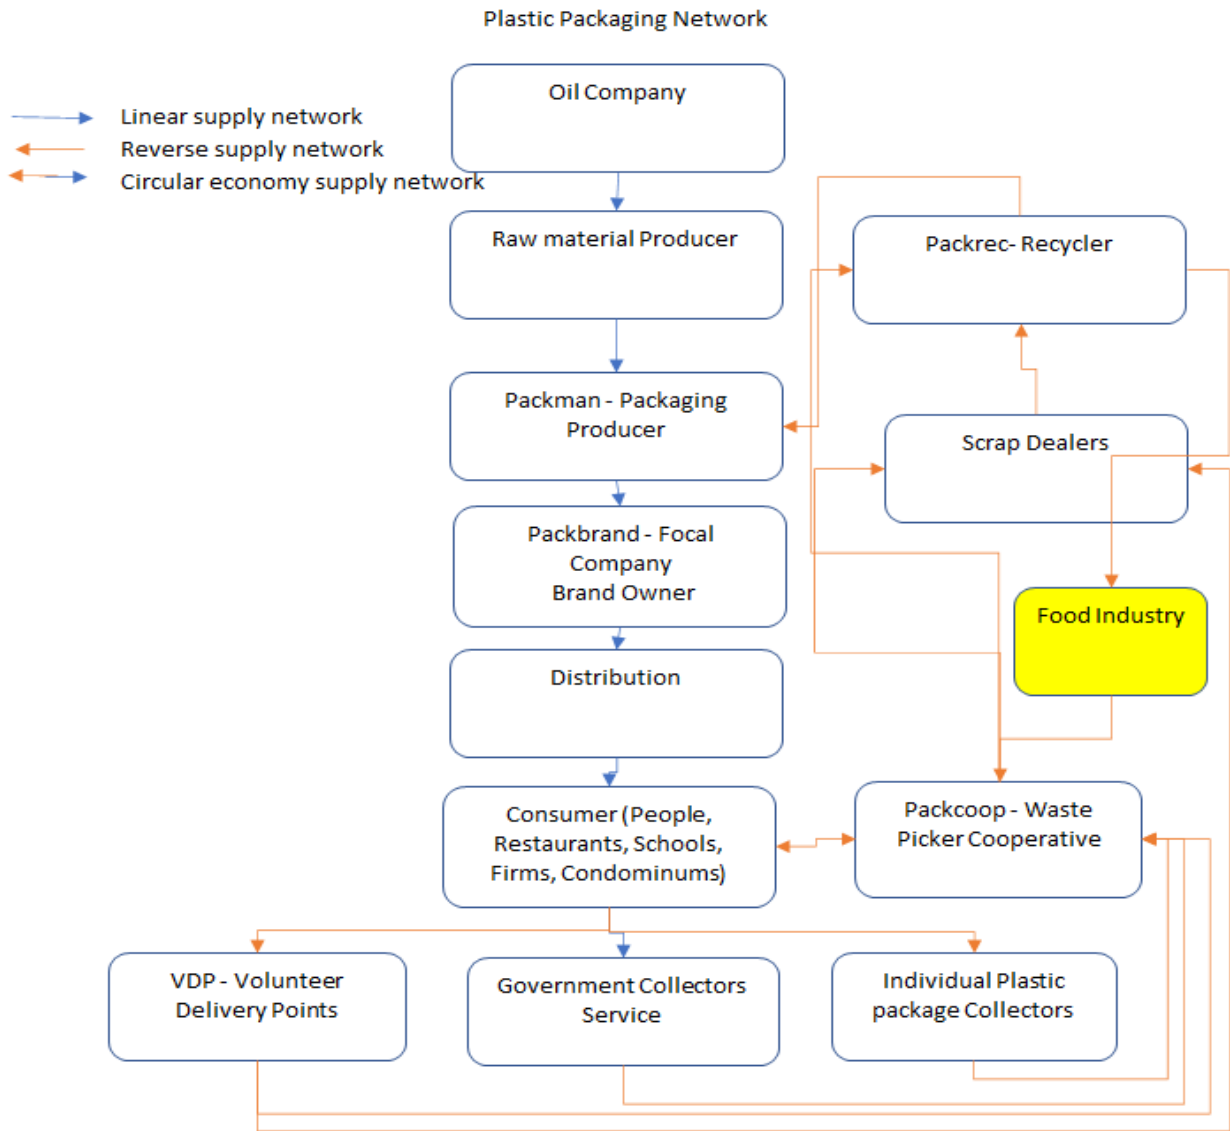 Plastic Packaging Network
Oil Company
Linear supply network
Reverse supply network
Circular economy supply network
Raw material Producer
Packrec- Recycler
Packman - Packaging
Producer
Scrap Dealers
Packbrand - Focal
Company
Brand Owner
Food Industry
Distribution
Consumer (People,
Restaurants, Schools,
Firms, Condominums)
Packcoop - Waste
Picker Cooperative
VDP - Volunteer
Delivery Points
Government Collectors
Service
Individual Plastic
package Collectors